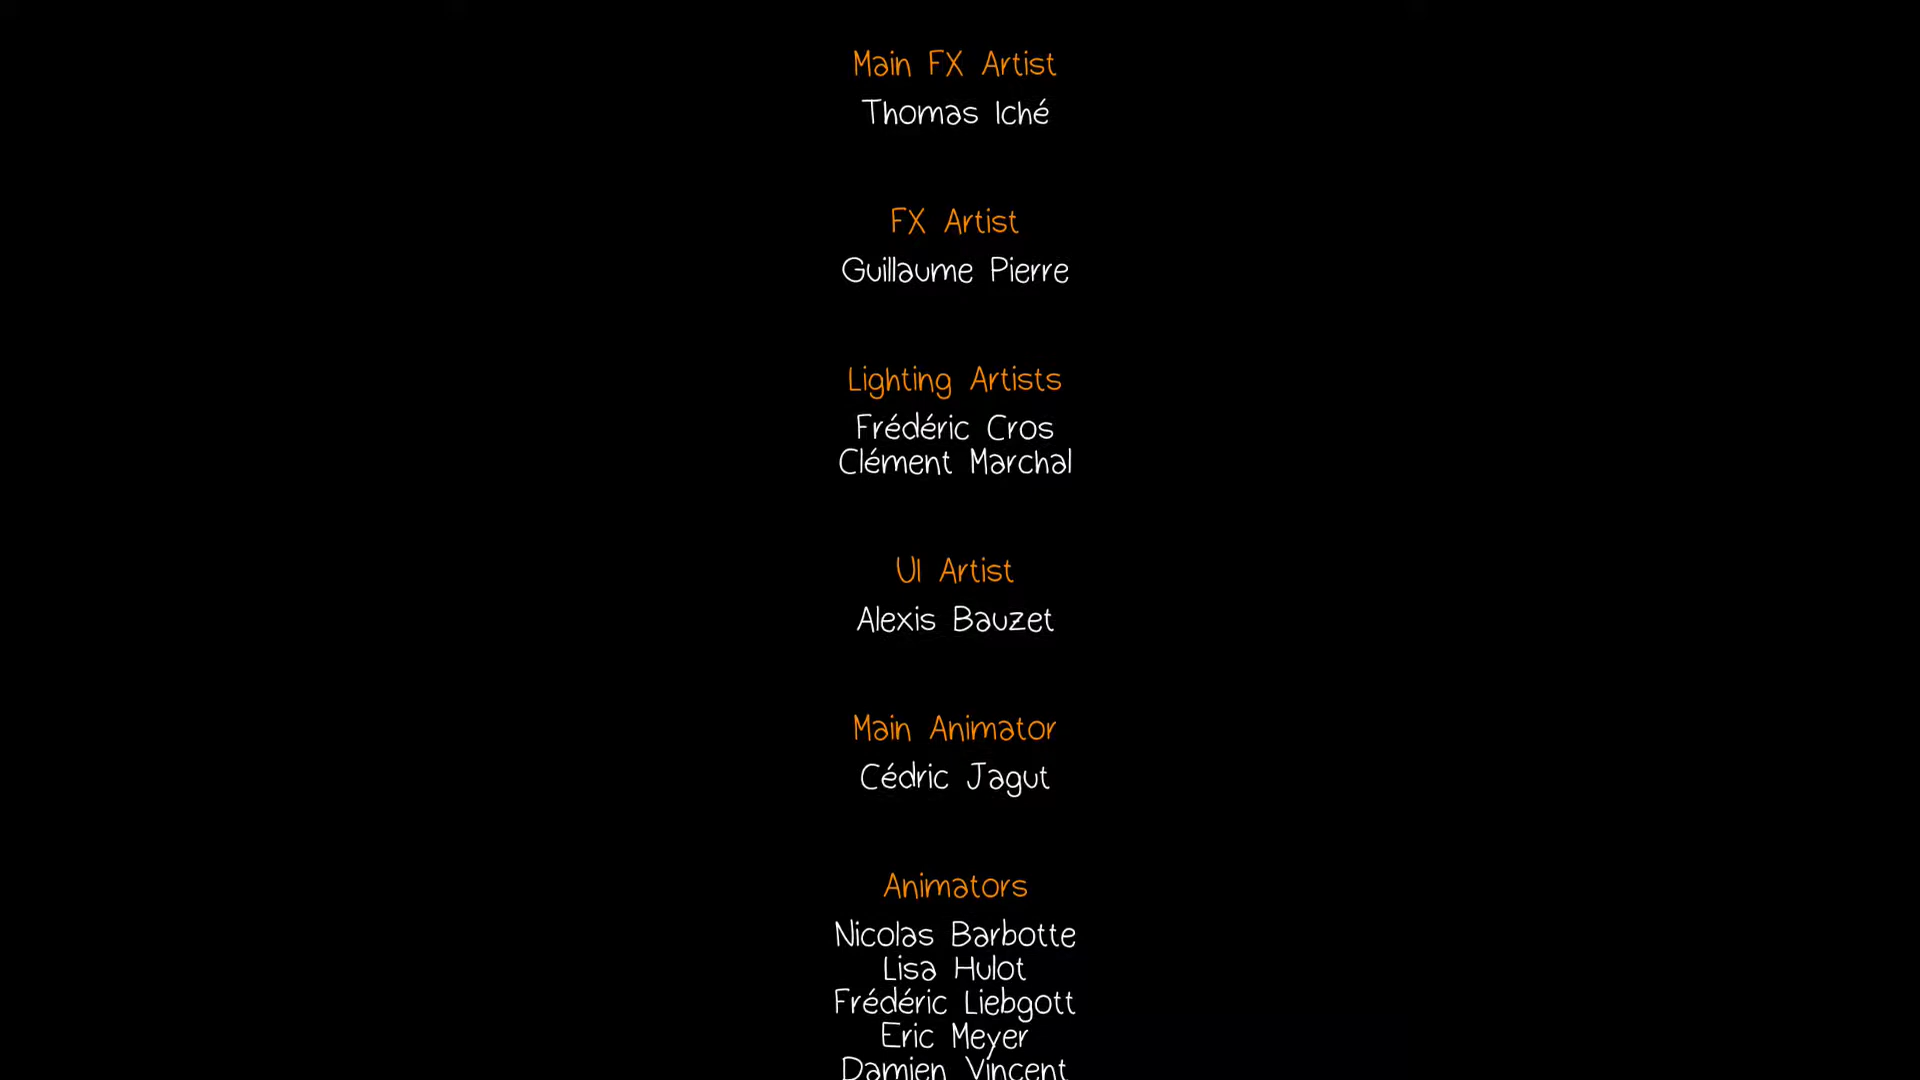 Main FX Artist
Thomas Iché
FX Artist
Guillaume Pierre
Lighting Artists
Frédéric Cros
Clément Marchal
UI Artist
Alexis Bauzet
Main Animator
Cédric Jagut
Animators
Nicolas Barbotte
Lisa Hulot
Frédéric Liebgott
Eric Meyer
Damien Vincent